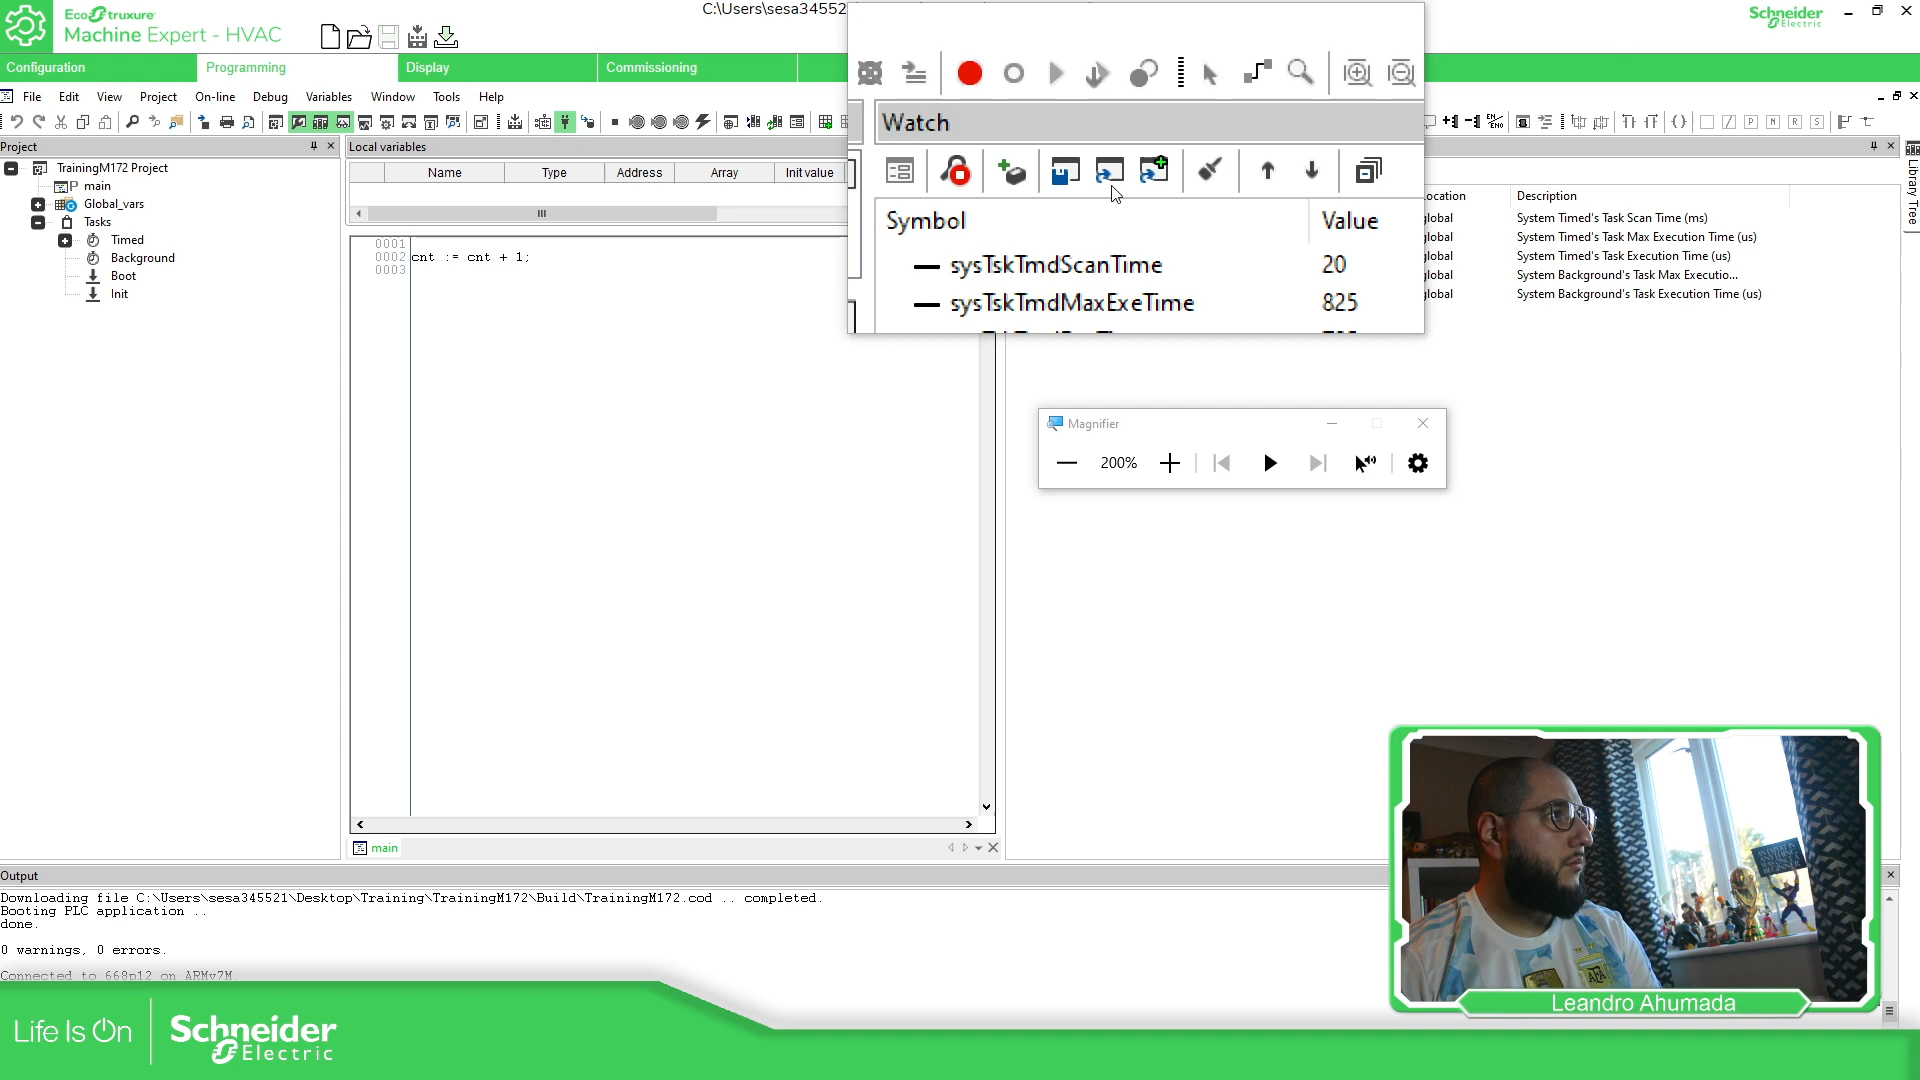 EcoStruxure
Machine Expert - HVAC
C:\Users\sesa34552
Schneider
Electric
Configuration
Programming
Display
Commissioning
File Edit View Project On-line Debug Variables Window Tools Help
Watch
Symbol Value
sysTskTmdScanTime 20
sysTskTmdMaxExeTime 825
Project
TrainingM172 Project
main
Global_vars
Tasks
Timed
Background
Boot
Init
Local variables
Name Type Address Array Init value
0001
0002 cnt := cnt + 1;
0003
main
ocation Description
lobal System Timed's Task Scan Time (ms)
lobal System Timed's Task Max Execution Time (us)
lobal System Timed's Task Execution Time (us)
lobal System Background's Task Max Executio...
lobal System Background's Task Execution Time (us)
Library Tree
Magnifier
200%
Output
Downloading file C:\Users\sesa345521\Desktop\Training\TrainingM172\Build\TrainingM172.cod .. completed.
Booting PLC application ..
done.
0 warnings, 0 errors.
Connected to 668p12 on ARMv7M
AFA
Leandro Ahumada
Life Is On
Schneider
Electric